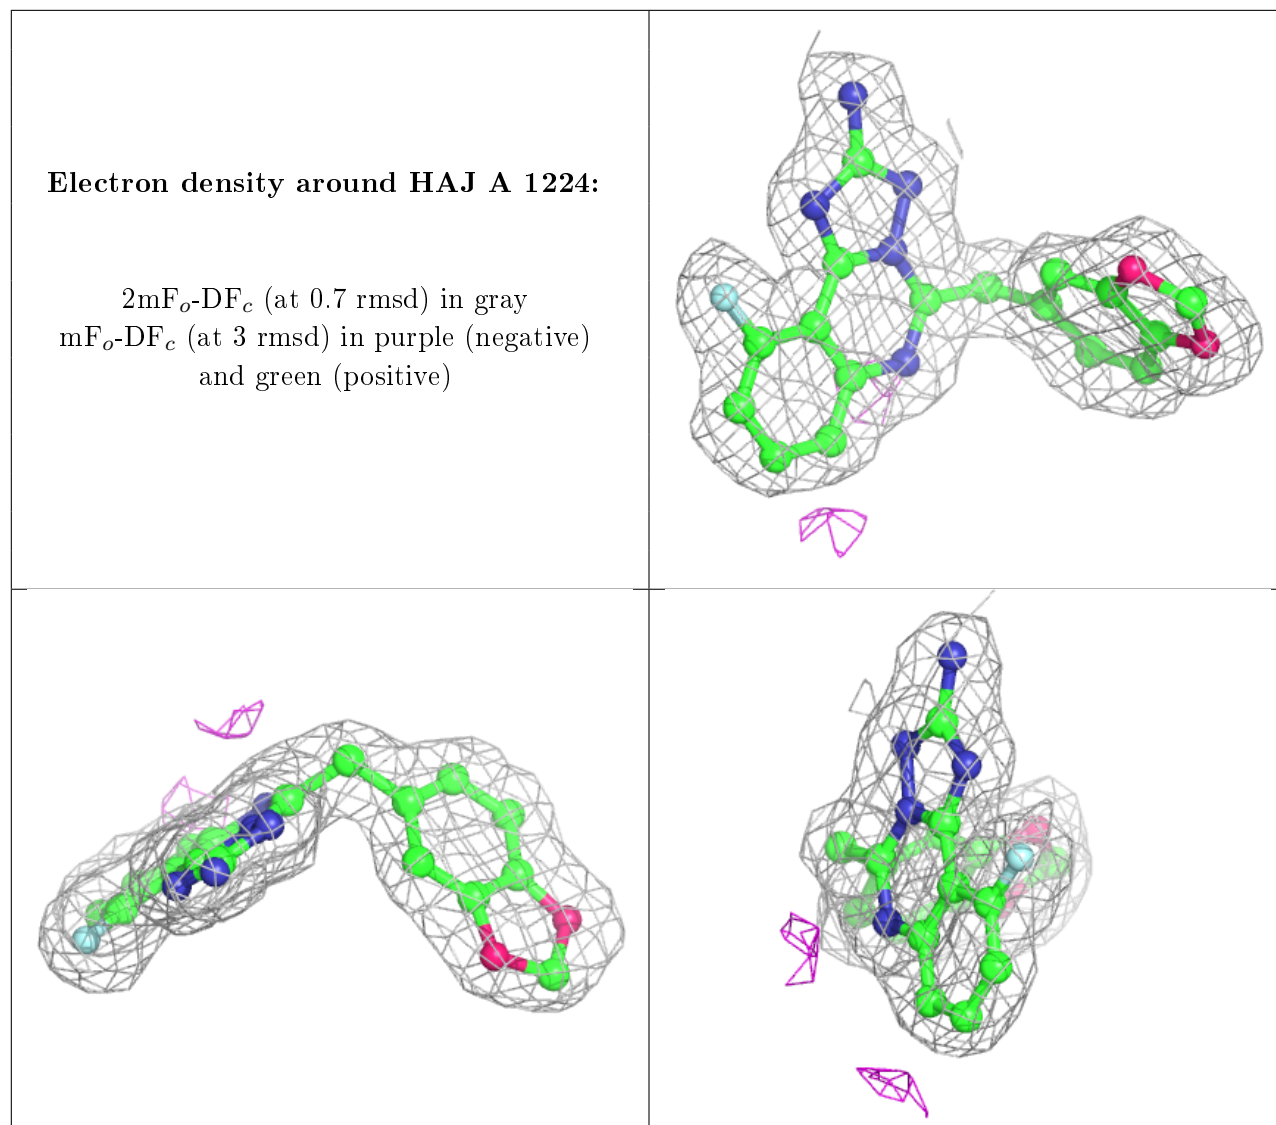 Electron density around HAJ A 1224:
2mFo-DFc (at 0.7 rmsd) in gray
mFo-DFc (at 3 rmsd) in purple (negative)
and green (positive)